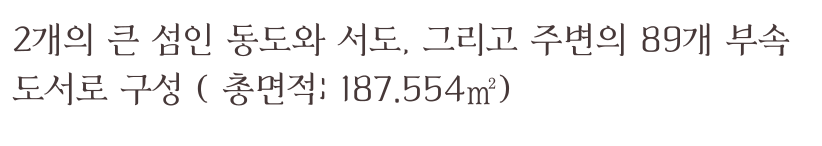 2개의 큰 섬인 동도와 서도, 그리고 주변의 89개 부속
도서로 구성 ( 총면적: 187.554㎡)